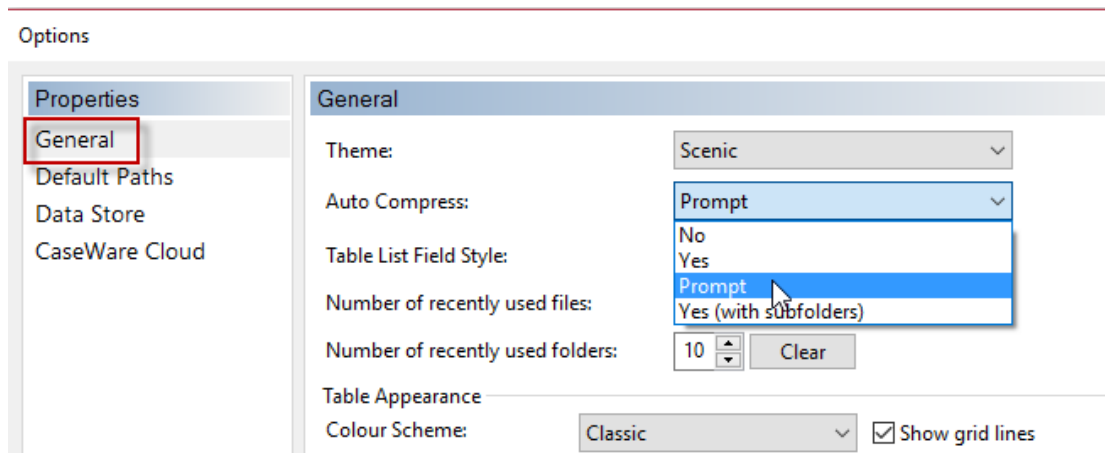 Options
Properties
General
Default Paths
Data Store
CaseWare Cloud
General
Theme: Scenic
Auto Compress: Prompt
No
Yes
Prompt
Yes (with subfolders)
Table List Field Style:
Number of recently used files:
Number of recently used folders: 10 Clear
Table Appearance
Colour Scheme: Classic Show grid lines